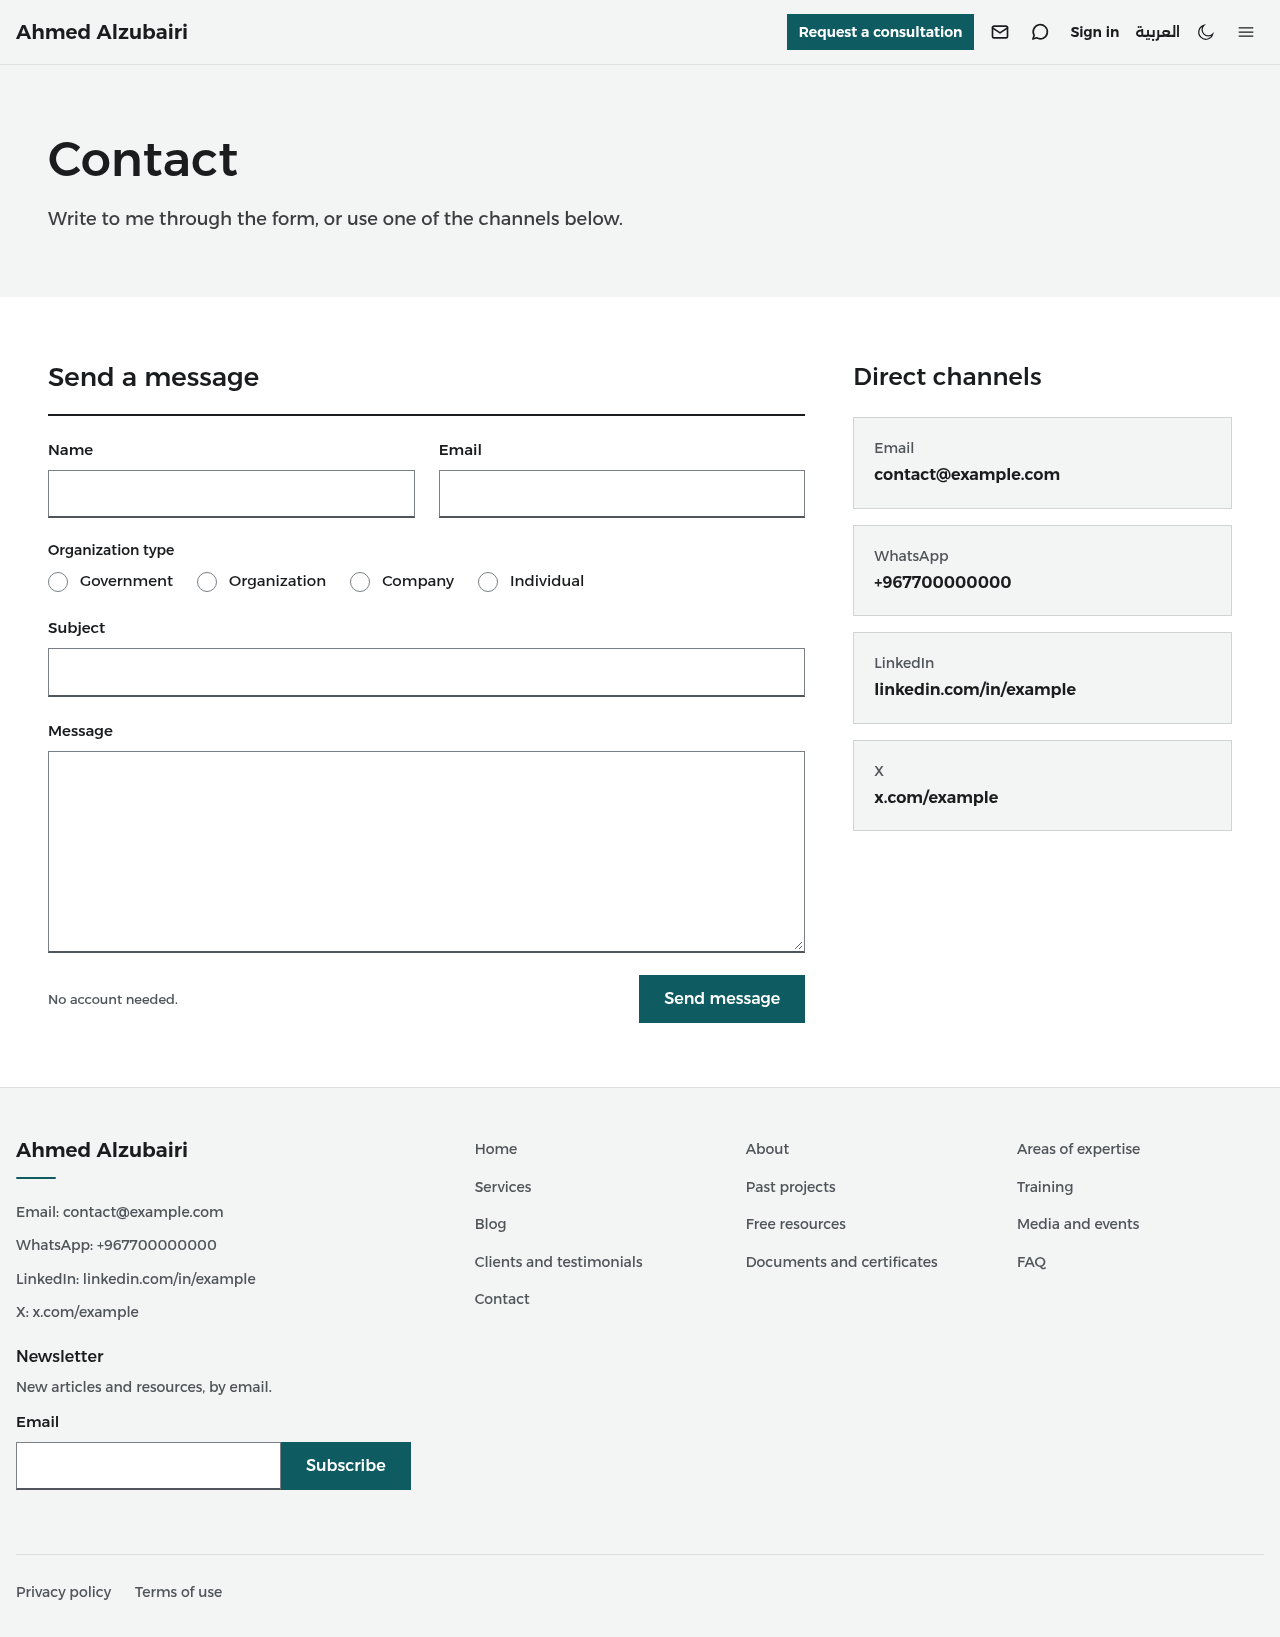 Ahmed Alzubairi
Request a consultation
Sign in
العربية
Contact
Write to me through the form, or use one of the channels below.
Send a message
Name
Email
Organization type
Government
Organization
Company
Individual
Subject
Message
No account needed.
Send message
Direct channels
Email
contact@example.com
WhatsApp
+967700000000
LinkedIn
linkedin.com/in/example
X
x.com/example
Ahmed Alzubairi
Email: contact@example.com
WhatsApp: +967700000000
LinkedIn: linkedin.com/in/example
X: x.com/example
Newsletter
New articles and resources, by email.
Email
Subscribe
Home
Services
Blog
Clients and testimonials
Contact
About
Past projects
Free resources
Documents and certificates
Areas of expertise
Training
Media and events
FAQ
Privacy policy
Terms of use